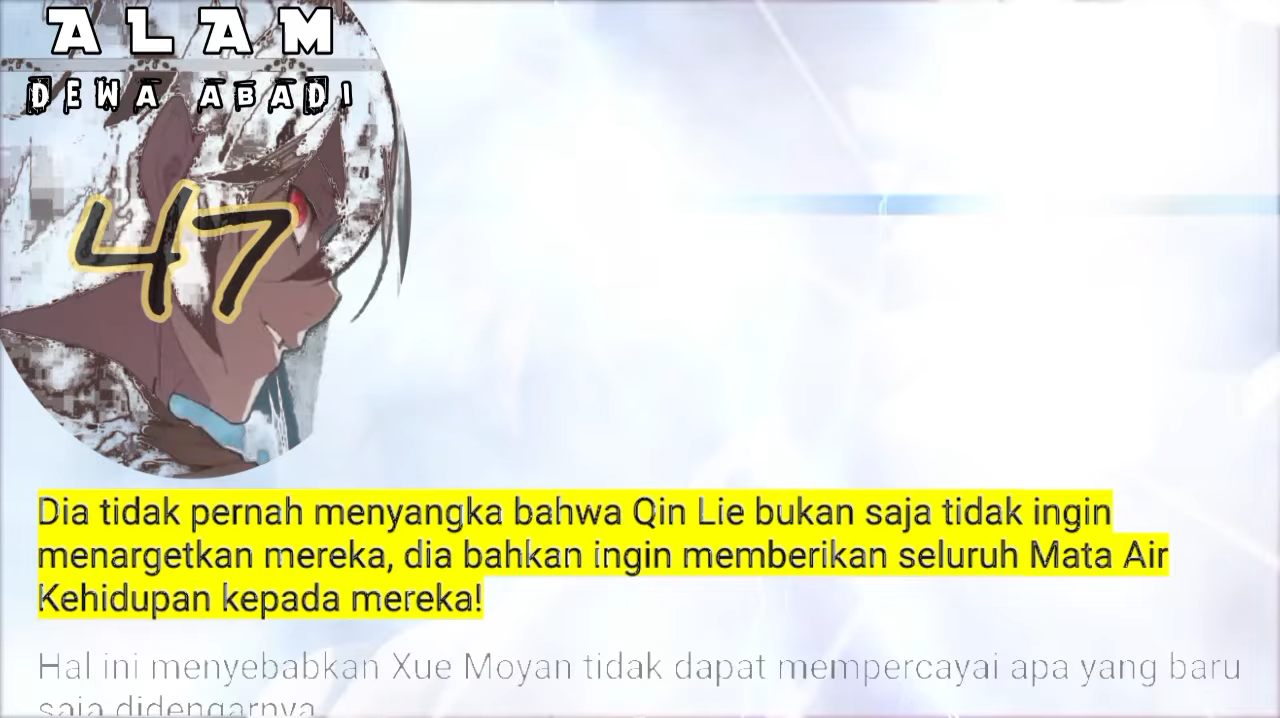 ALAM
DEWA ABADI
47
Dia tidak pernah menyangka bahwa Qin Lie bukan saja tidak ingin
menargetkan mereka, dia bahkan ingin memberikan seluruh Mata Air
Kehidupan kepada mereka!
Hal ini menyebabkan Xue Moyan tidak dapat mempercayai apa yang baru
saja didengarnya